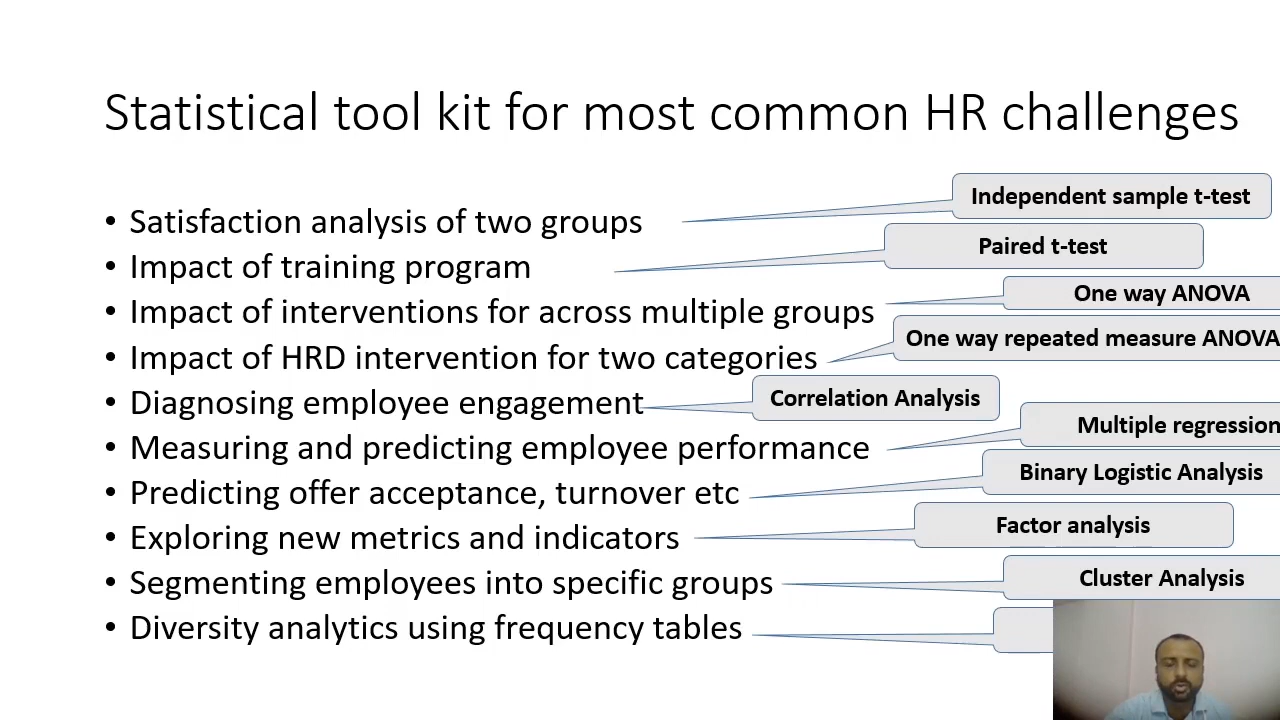 Statistical tool kit for most common HR challenges
Independent sample t-test
• Satisfaction analysis of two groups
Paired t-test
• Impact of training program
One way ANOVA
• Impact of interventions for across multiple groups
One way repeated measure ANOVA
• Impact of HRD intervention for two categories
Correlation Analysis
• Diagnosing employee engagement
Multiple regression
• Measuring and predicting employee performance
Binary Logistic Analysis
• Predicting offer acceptance, turnover etc
Factor analysis
• Exploring new metrics and indicators
Cluster Analysis
• Segmenting employees into specific groups
• Diversity analytics using frequency tables